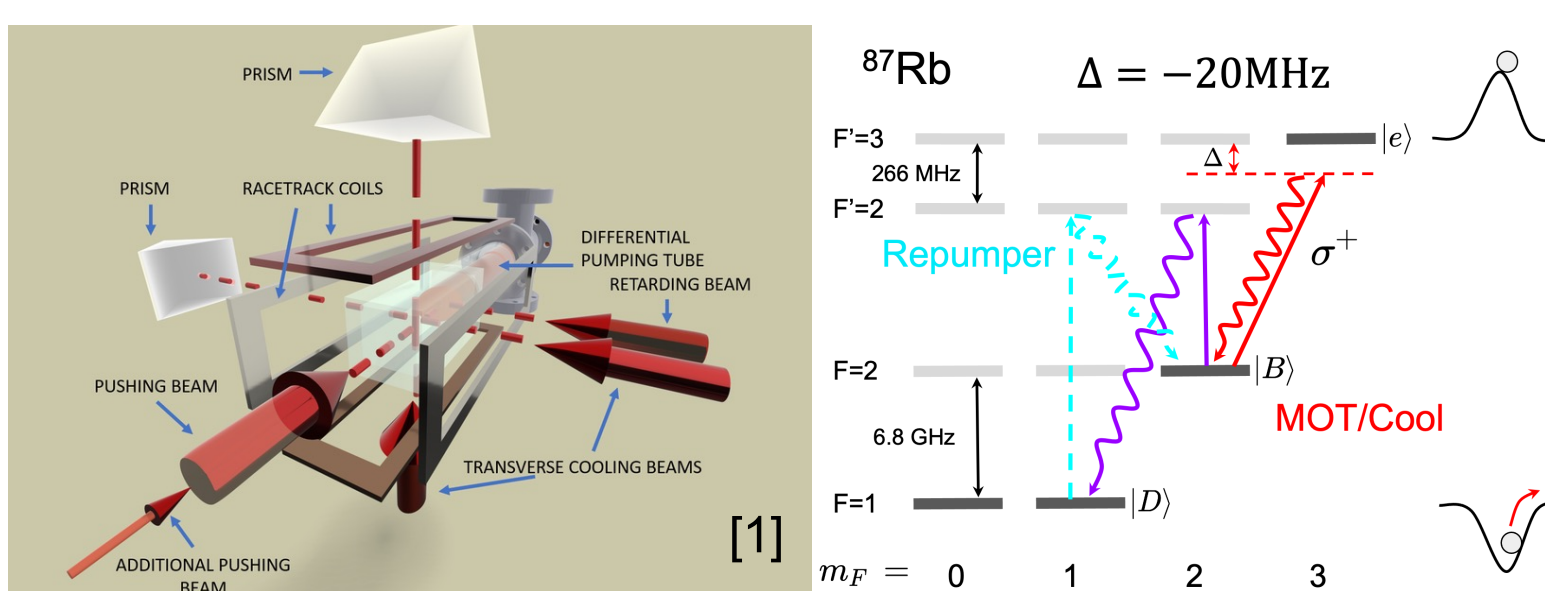 PRISM
PRISM
RACETRACK COILS
DIFFERENTIAL
PUMPING TUBE
RETARDING BEAM
PUSHING BEAM
TRANSVERSE COOLING BEAMS
ADDITIONAL PUSHING
BEAM
[1]
⁸⁷Rb
Δ = −20MHz
F'=3
|e⟩
266 MHz
Δ
F'=2
Repumper
σ⁺
F=2
|B⟩
MOT/Cool
6.8 GHz
F=1
|D⟩
m_F = 0 1 2 3